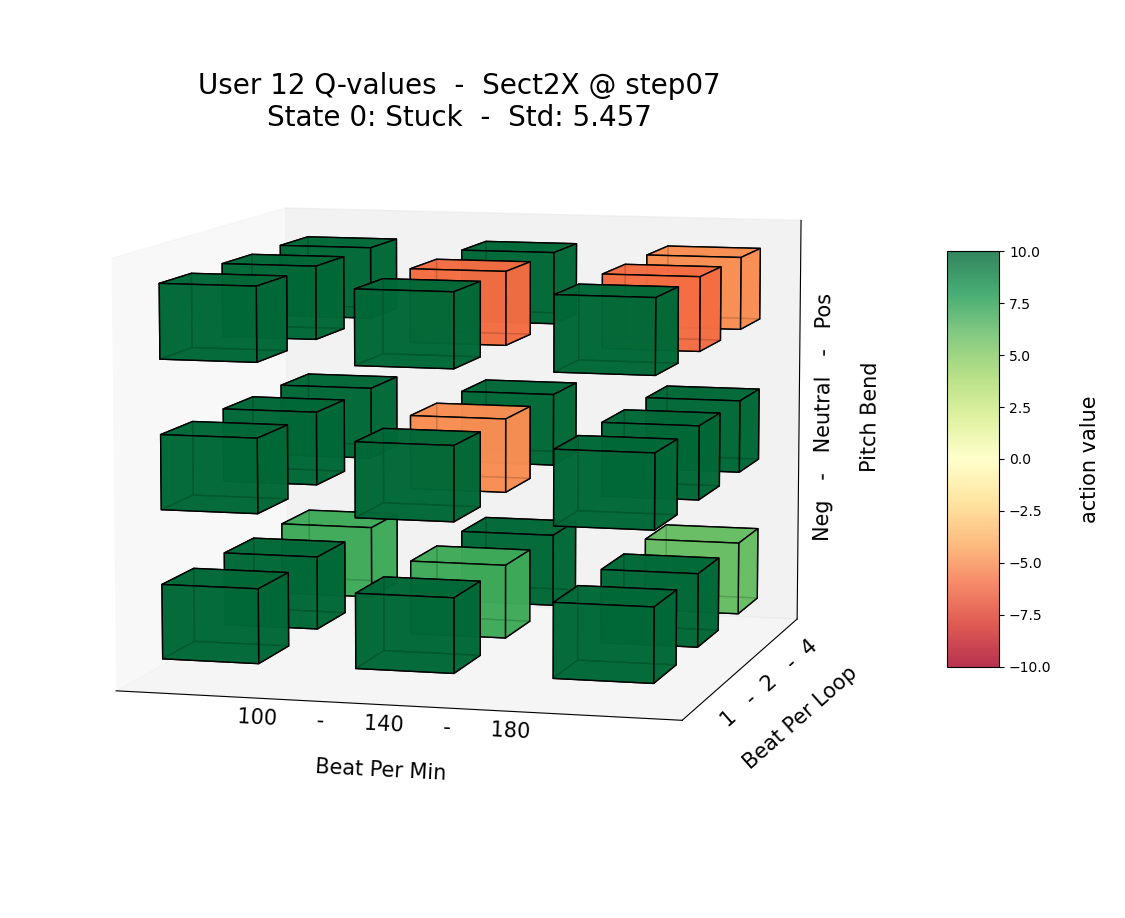 User 12 Q-values  -  Sect2X @ step07
State 0: Stuck  -  Std: 5.457
Neg   -   Neutral   -   Pos
Pitch Bend
1  -  2  -  4
Beat Per Loop
100   -   140   -   180
Beat Per Min
10.0
7.5
5.0
2.5
0.0
−2.5
−5.0
−7.5
−10.0
action value